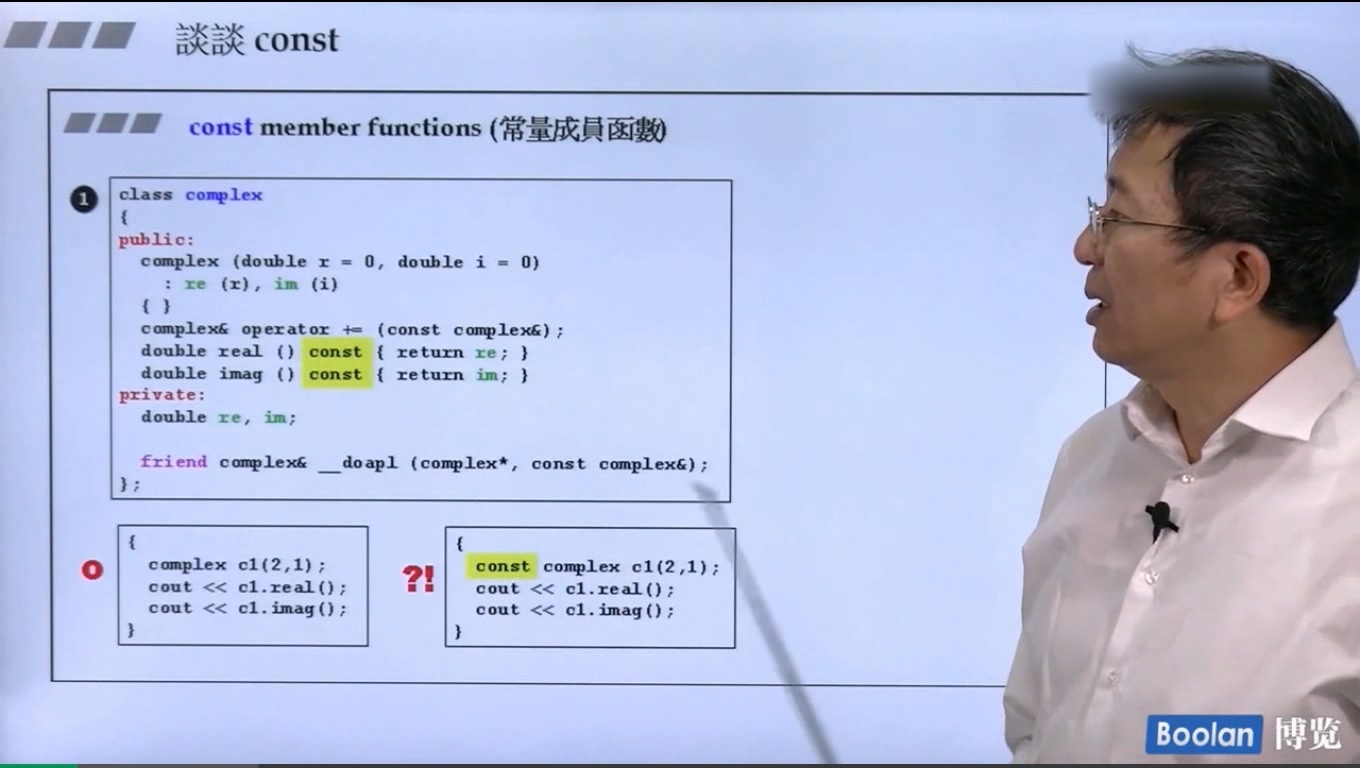 談談 const
const member functions (常量成員函數)
1
class complex
{
public:
complex (double r = 0, double i = 0)
: re (r), im (i)
{ }
complex& operator += (const complex&);
double real () const { return re; }
double imag () const { return im; }
private:
double re, im;
friend complex& __doapl (complex*, const complex&);
};
{
complex c1(2,1);
cout << c1.real();
cout << c1.imag();
}
?!
{
const complex c1(2,1);
cout << c1.real();
cout << c1.imag();
}
Boolan 博览